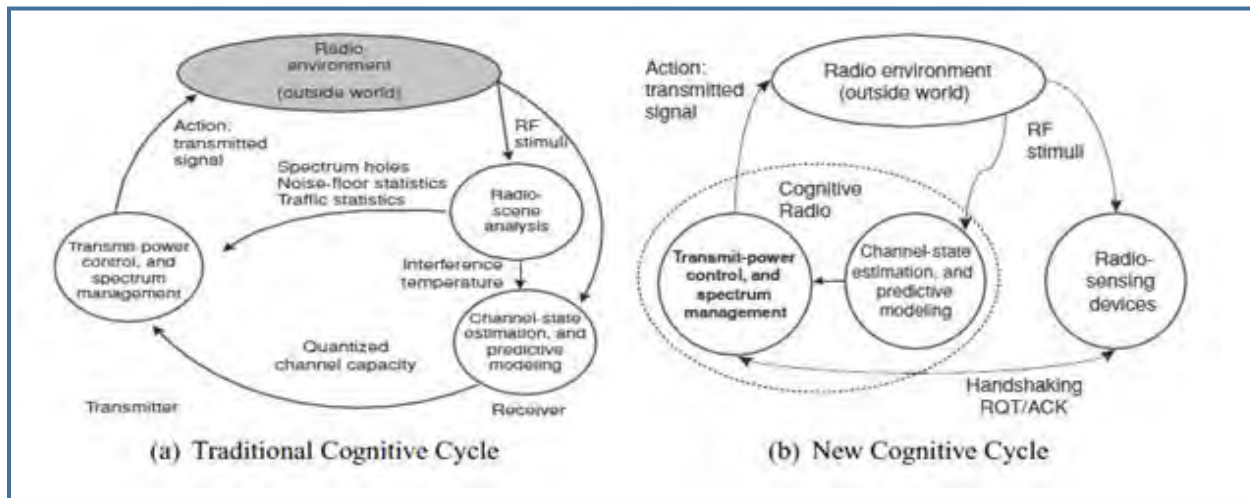 Radio
environment
(outside world)
Action:
transmitted
signal
RF
stimuli
Spectrum holes
Noise-floor statistics
Traffic statistics
Radio-
scene
analysis
Transmit-power
control, and
spectrum
management
Interference
temperature
Channel-state
estimation, and
predictive
modeling
Quantized
channel capacity
Transmitter
Receiver
(a) Traditional Cognitive Cycle
Action:
transmitted
signal
Radio environment
(outside world)
RF
stimuli
Cognitive
Radio
Transmit-power
control, and
spectrum
management
Channel-state
estimation, and
predictive
modeling
Radio-
sensing
devices
Handshaking
RQT/ACK
(b) New Cognitive Cycle